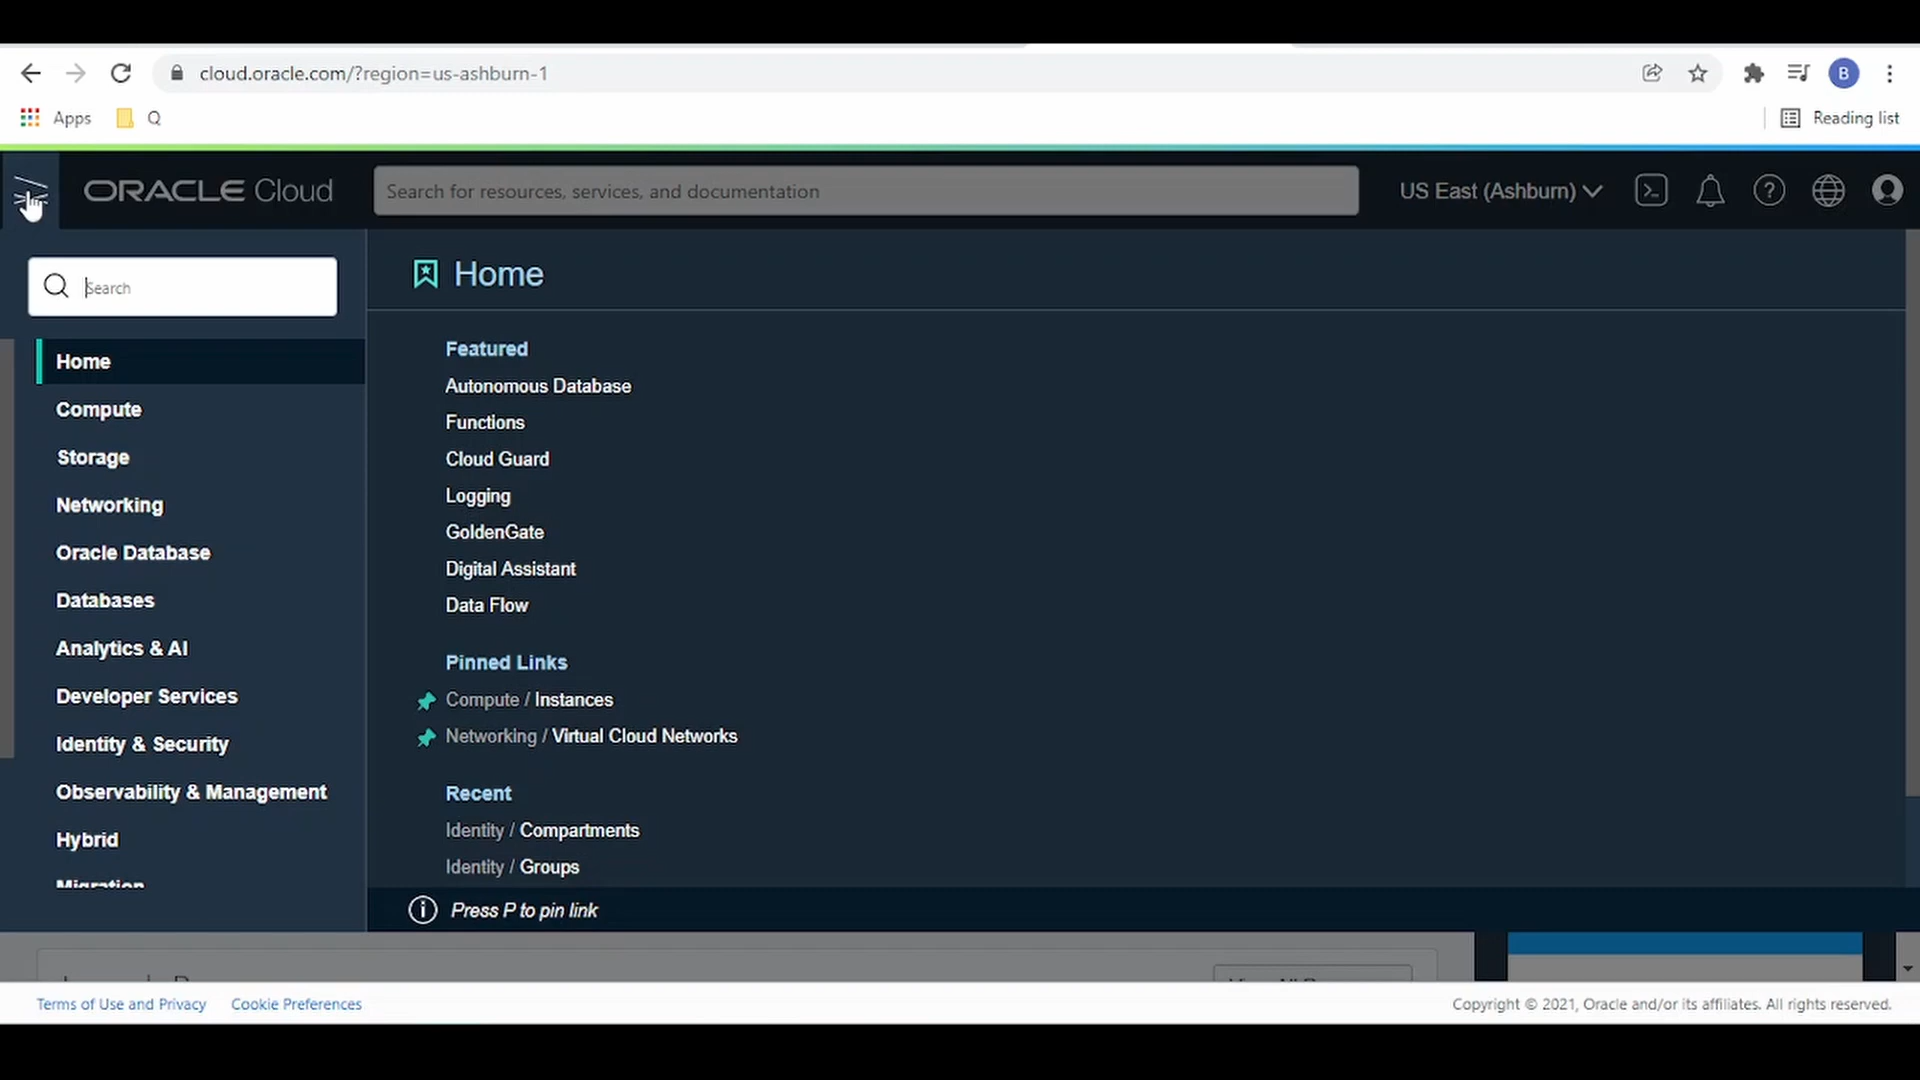 cloud.oracle.com/?region=us-ashburn-1
B
Apps
Q
Reading list
ORACLE Cloud
Search for resources, services, and documentation
US East (Ashburn)
Search
Home
Compute
Storage
Networking
Oracle Database
Databases
Analytics & AI
Developer Services
Identity & Security
Observability & Management
Hybrid
Migration
Home
Featured
Autonomous Database
Functions
Cloud Guard
Logging
GoldenGate
Digital Assistant
Data Flow
Pinned Links
Compute / Instances
Networking / Virtual Cloud Networks
Recent
Identity / Compartments
Identity / Groups
Press P to pin link
Terms of Use and Privacy
Cookie Preferences
Copyright © 2021, Oracle and/or its affiliates. All rights reserved.